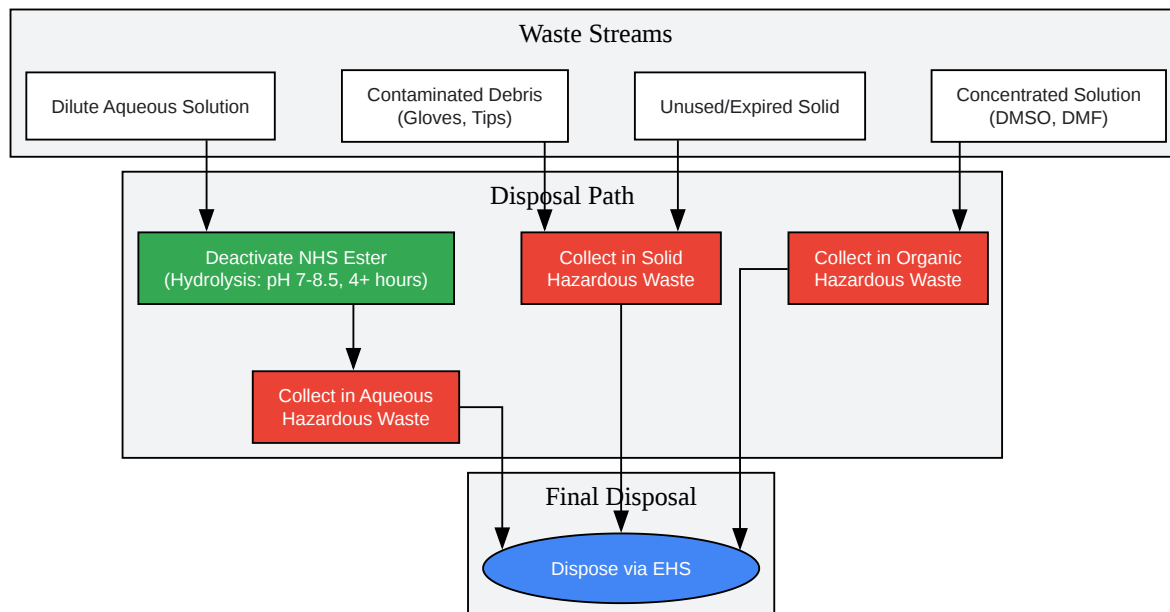 Waste Streams
Dilute Aqueous Solution
Contaminated Debris
(Gloves, Tips)
Unused/Expired Solid
Concentrated Solution
(DMSO, DMF)
Disposal Path
Deactivate NHS Ester
(Hydrolysis: pH 7-8.5, 4+ hours)
Collect in Solid
Hazardous Waste
Collect in Organic
Hazardous Waste
Collect in Aqueous
Hazardous Waste
Final Disposal
Dispose via EHS